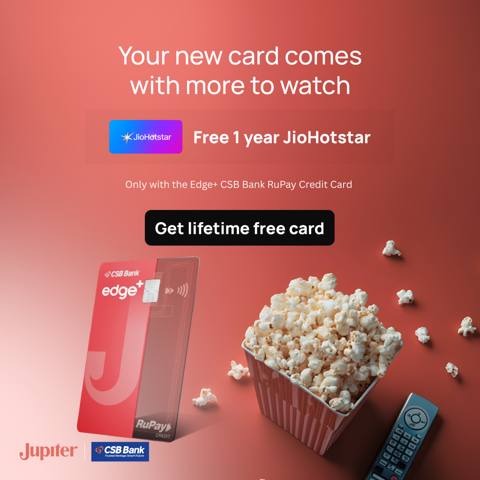 Your new card comes
with more to watch
JioHotstar
Free 1 year JioHotstar
Only with the Edge+ CSB Bank RuPay Credit Card
Get lifetime free card
CSB Bank
edge+
J
RuPay
CREDIT
Jupiter
CSB Bank